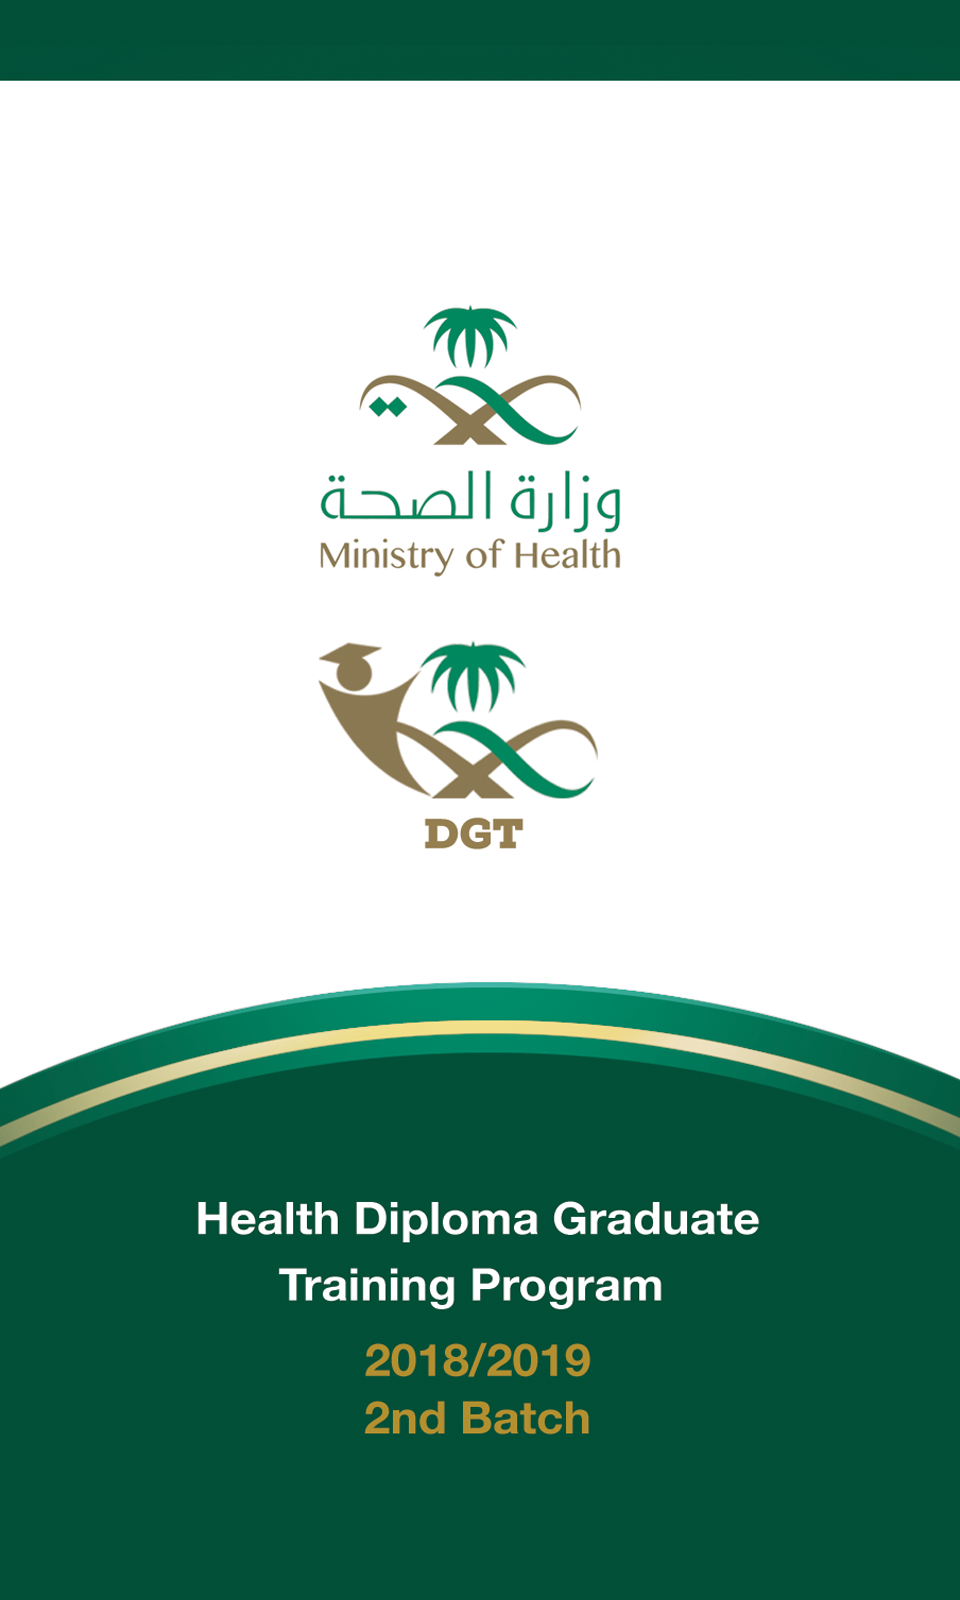 وزارة الصحة
Ministry of Health
DGT
Health Diploma Graduate
Training Program
2018/2019
2nd Batch